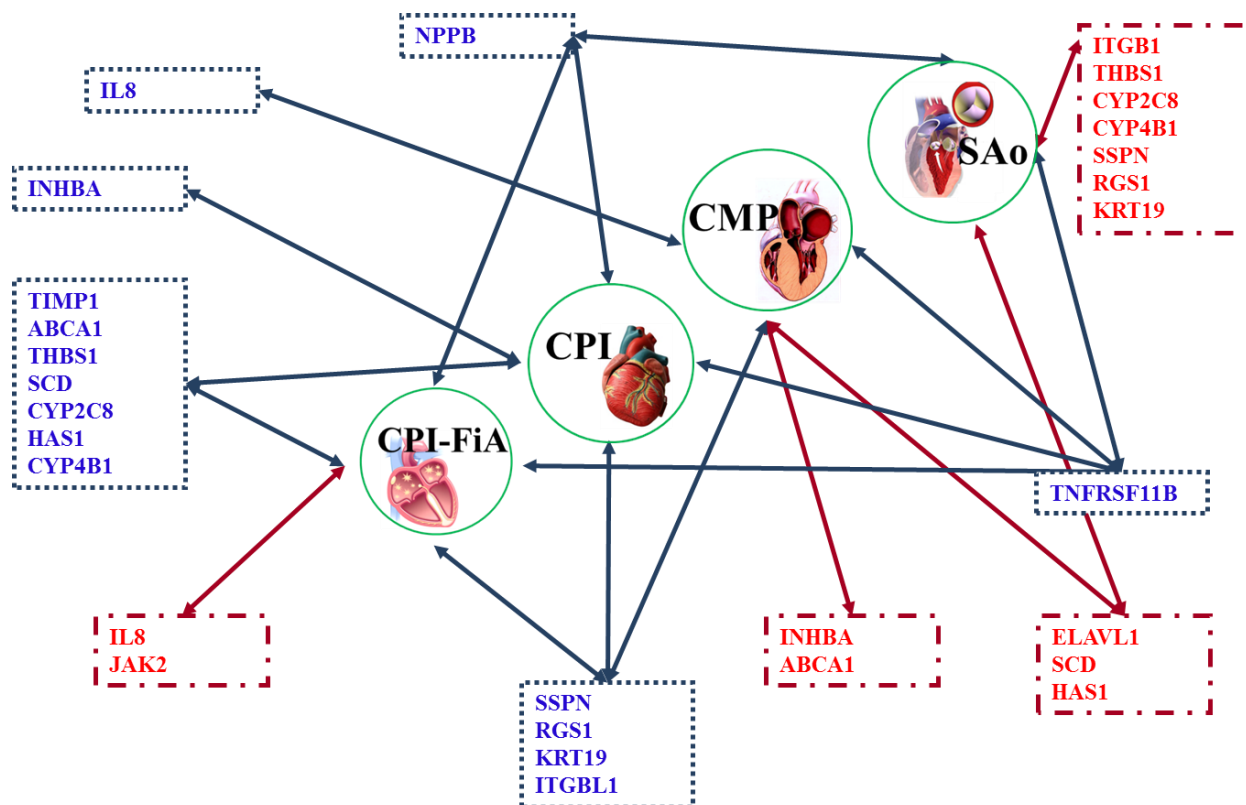 NPPB
ITGB1
THBS1
CYP2C8
CYP4B1
SSPN
RGS1
KRT19
IL8
SAo
INHBA
CMP
TIMP1
ABCA1
THBS1
SCD
CYP2C8
HAS1
CYP4B1
CPI
CPI-FiA
TNFRSF11B
IL8
JAK2
INHBA
ABCA1
ELAVL1
SCD
HAS1
SSPN
RGS1
KRT19
ITGBL1